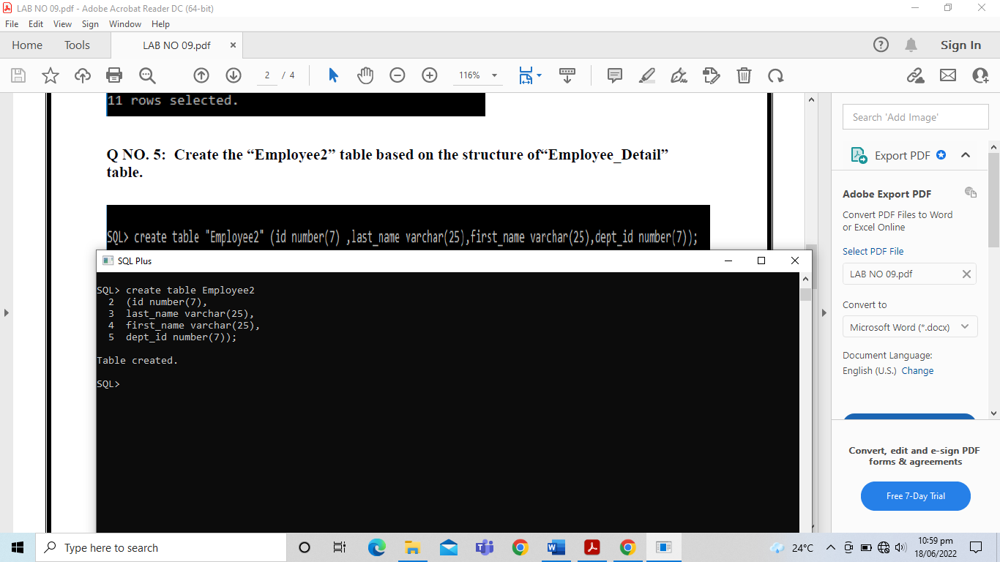 LAB NO 09.pdf - Adobe Acrobat Reader DC (64-bit)
File Edit View Sign Window Help
Home Tools LAB NO 09.pdf × Sign In
2 / 4 116%
11 rows selected.
Q NO. 5: Create the “Employee2” table based on the structure of“Employee_Detail”
table.
SQL> create table "Employee2" (id number(7) ,last_name varchar(25),first_name varchar(25),dept_id number(7));
SQL Plus
SQL> create table Employee2
2 (id number(7),
3 last_name varchar(25),
4 first_name varchar(25),
5 dept_id number(7));
Table created.
SQL>
Search 'Add Image'
Export PDF
Adobe Export PDF
Convert PDF Files to Word
or Excel Online
Select PDF File
LAB NO 09.pdf
Convert to
Microsoft Word (*.docx)
Document Language:
English (U.S.) Change
Convert, edit and e-sign PDF
forms & agreements
Free 7-Day Trial
Type here to search
24°C
10:59 pm
18/06/2022